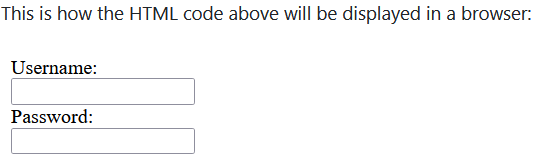 This is how the HTML code above will be displayed in a browser:
Username:
Password: